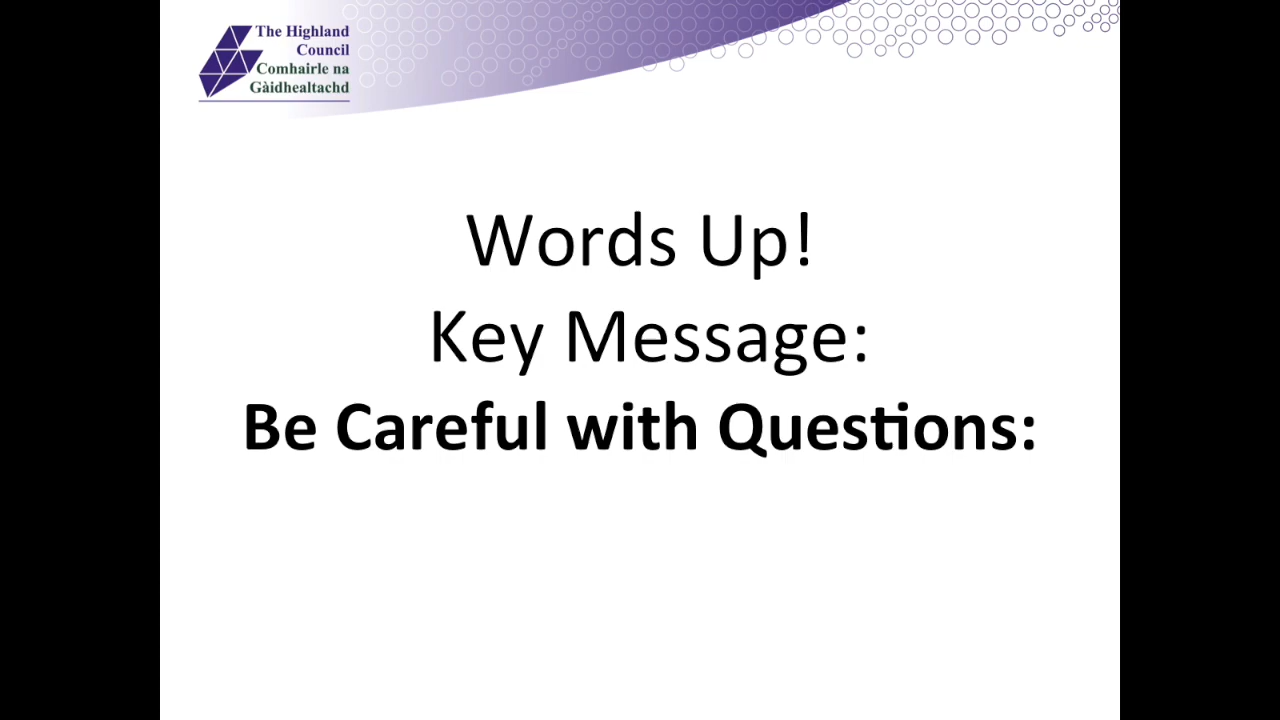 The Highland
Council
Comhairle na
Gàidhealtachd
Words Up!
Key Message:
Be Careful with Questions: